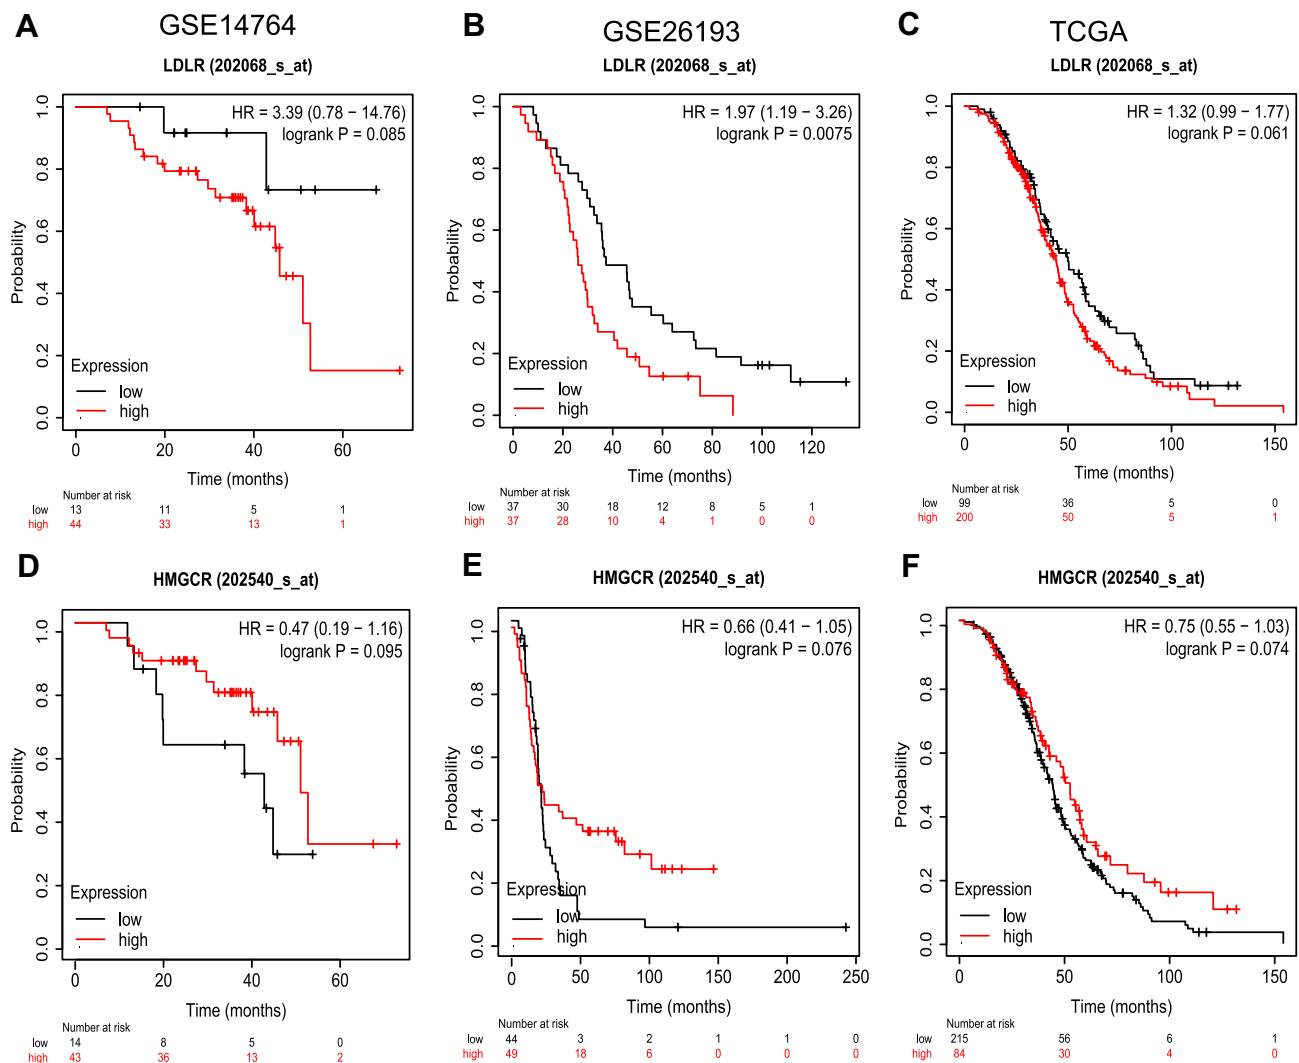 A GSE14764
LDLR (202068_s_at)
HR = 3.39 (0.78 − 14.76)
logrank P = 0.085
Probability
0.0 0.2 0.4 0.6 0.8 1.0
Expression
low
high
0 20 40 60
Time (months)
Number at risk
low 13 11 5 1
high 44 33 13 1
B GSE26193
LDLR (202068_s_at)
HR = 1.97 (1.19 − 3.26)
logrank P = 0.0075
Probability
0.0 0.2 0.4 0.6 0.8 1.0
Expression
low
high
0 20 40 60 80 100 120
Time (months)
Number at risk
low 37 30 18 12 8 5 1
high 37 28 10 4 1 0 0
C TCGA
LDLR (202068_s_at)
HR = 1.32 (0.99 − 1.77)
logrank P = 0.061
Probability
0.0 0.2 0.4 0.6 0.8 1.0
Expression
low
high
0 50 100 150
Time (months)
Number at risk
low 99 36 5 0
high 200 50 5 1
D
HMGCR (202540_s_at)
HR = 0.47 (0.19 − 1.16)
logrank P = 0.095
Probability
0.0 0.2 0.4 0.6 0.8 1.0
Expression
low
high
0 20 40 60
Time (months)
Number at risk
low 14 8 5 0
high 43 36 13 2
E
HMGCR (202540_s_at)
HR = 0.66 (0.41 − 1.05)
logrank P = 0.076
Probability
0.0 0.2 0.4 0.6 0.8 1.0
Expression
low
high
0 50 100 150 200 250
Time (months)
Number at risk
low 44 3 2 1 1 0
high 49 18 6 0 0 0
F
HMGCR (202540_s_at)
HR = 0.75 (0.55 − 1.03)
logrank P = 0.074
Probability
0.0 0.2 0.4 0.6 0.8 1.0
Expression
low
high
0 50 100 150
Time (months)
Number at risk
low 215 56 6 1
high 84 30 4 0